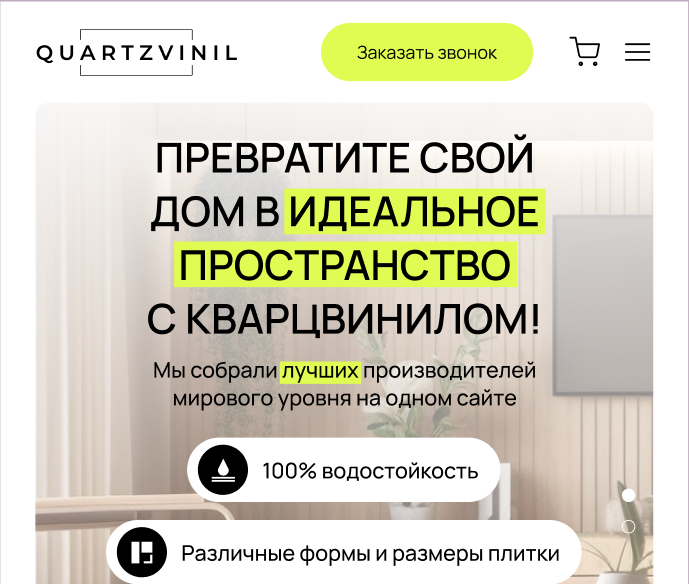 QUARTZVINIL
Заказать звонок
ПРЕВРАТИТЕ СВОЙ
ДОМ В ИДЕАЛЬНОЕ
ПРОСТРАНСТВО
С КВАРЦВИНИЛОМ!
Мы собрали лучших производителей
мирового уровня на одном сайте
100% водостойкость
Различные формы и размеры плитки